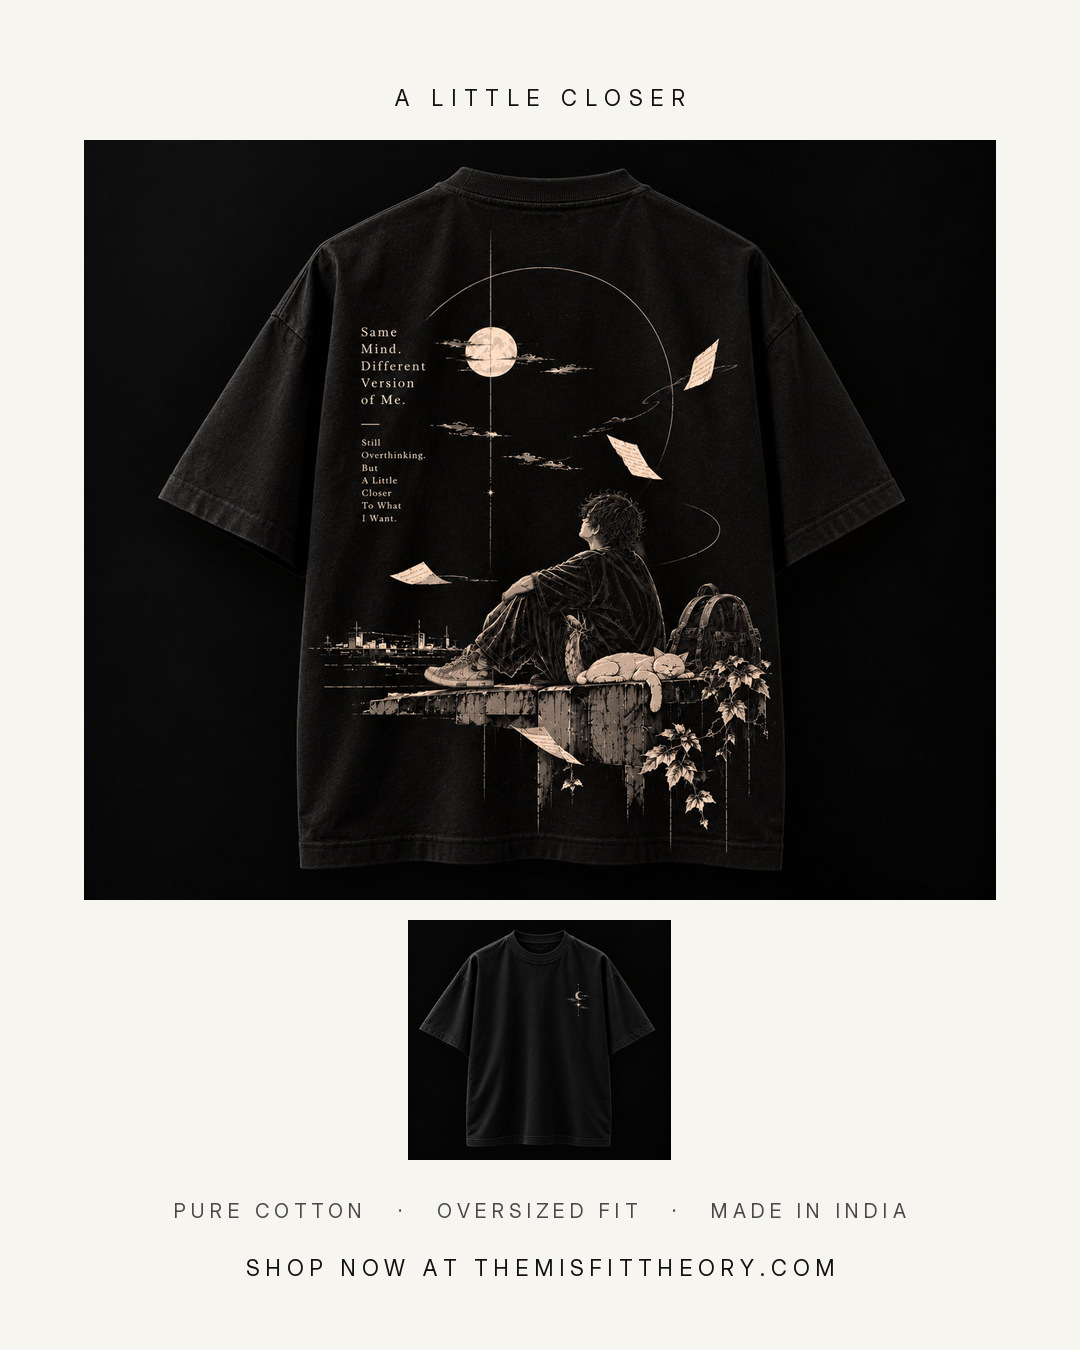 A LITTLE CLOSER
Same
Mind.
Different
Version
of Me.
Still
Overthinking.
But
A Little
Closer
To What
I Want.
PURE COTTON · OVERSIZED FIT · MADE IN INDIA
SHOP NOW AT THEMISFITTHEORY.COM